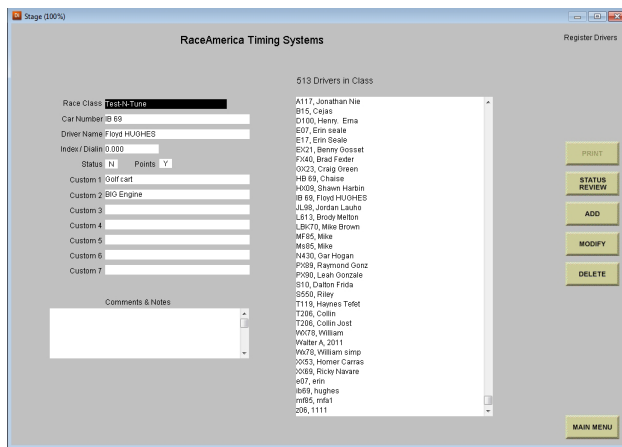 Stage (100%)
RaceAmerica Timing Systems
Register Drivers
513 Drivers in Class
Race Class Test-N-Tune
Car Number IB 69
Driver Name Floyd HUGHES
Index / Dialin 0.000
Status N Points Y
Custom 1 Golf cart
Custom 2 BIG Engine
Custom 3
Custom 4
Custom 5
Custom 6
Custom 7
Comments & Notes
A117, Jonathan Nie
B15, Cejas
D100, Henry. Erna
E07, Erin seale
E17, Erin Seale
EX21, Benny Gosset
FX40, Brad Fexter
GX23, Craig Green
HB 69, Chaise
HX09, Shawn Harbin
IB 69, Floyd HUGHES
JL98, Jordan Lauho
L613, Brody Melton
LBK70, Mike Brown
MF85, Mike
Ms85, Mike
N430, Gar Hogan
PX89, Raymond Gonz
PX90, Leah Gonzale
S10, Dalton Frida
S550, Riley
T119, Haynes Tefet
T206, Collin
T206, Collin Jost
WX78, William
Walter A, 2011
Wx78, William simp
XX53, Homer Carras
XX69, Ricky Navare
e07, erin
ib69, hughes
mf85, mfa1
z06, 1111
PRINT
STATUS
REVIEW
ADD
MODIFY
DELETE
MAIN MENU